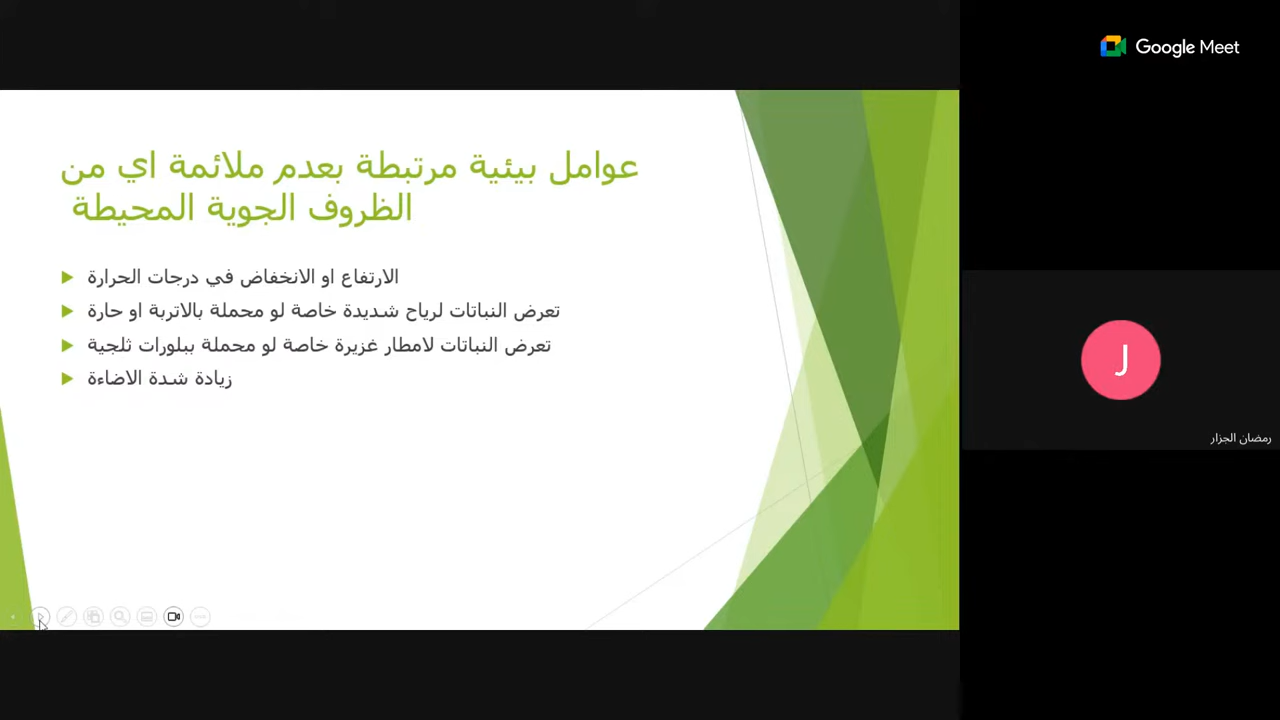 Google Meet
عوامل بيئية مرتبطة بعدم ملائمة اي من
الظروف الجوية المحيطة
الارتفاع او الانخفاض في درجات الحرارة
تعرض النباتات لرياح شديدة خاصة لو محملة بالاتربة او حارة
تعرض النباتات لامطار غزيرة خاصة لو محملة ببلورات ثلجية
زيادة شدة الاضاءة
J
رمضان الجزار